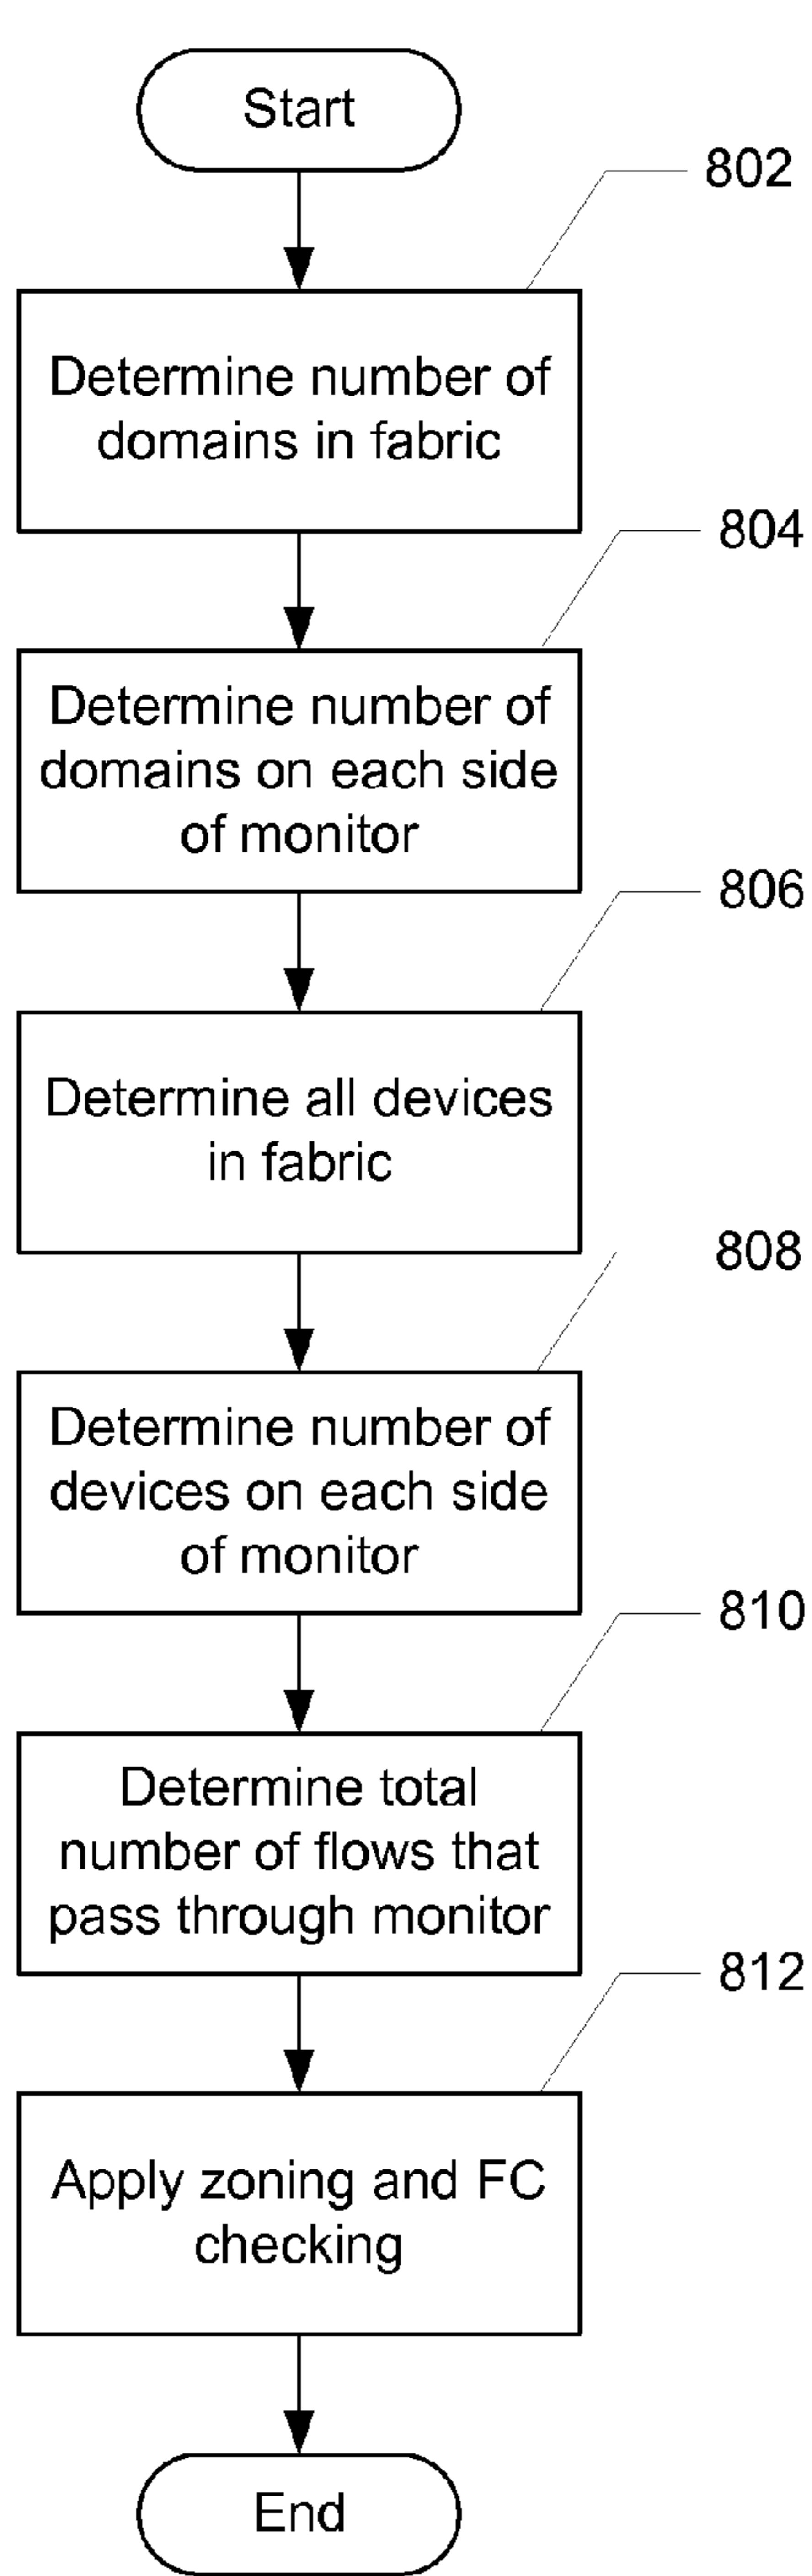 Start
802
Determine number of
domains in fabric
804
Determine number of
domains on each side
of monitor
806
Determine all devices
in fabric
808
Determine number of
devices on each side
of monitor
810
Determine total
number of flows that
pass through monitor
812
Apply zoning and FC
checking
End